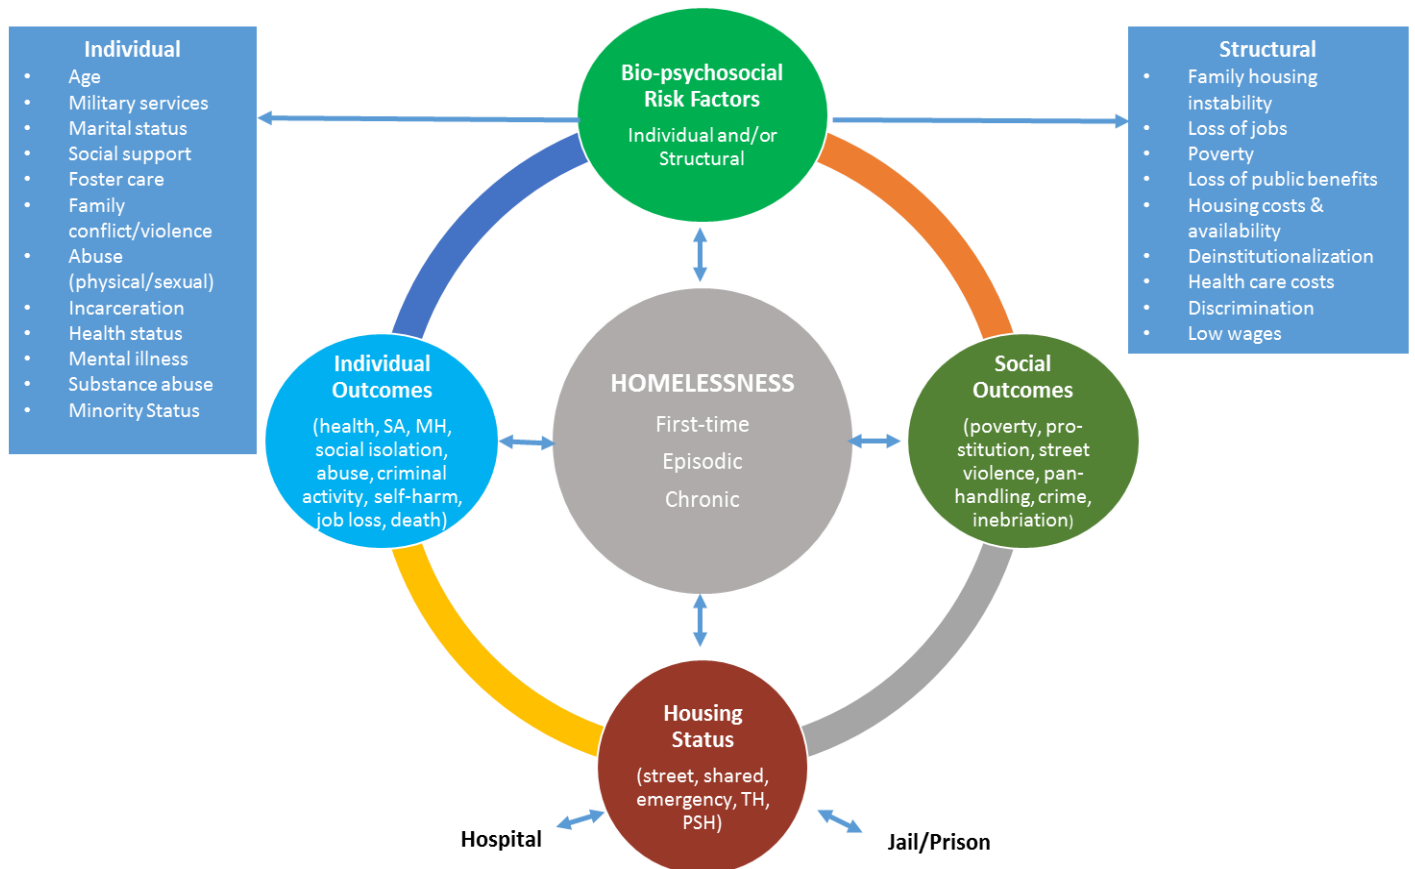 Individual
• Age
• Military services
• Marital status
• Social support
• Foster care
• Family
conflict/violence
• Abuse
(physical/sexual)
• Incarceration
• Health status
• Mental illness
• Substance abuse
• Minority Status
Bio-psychosocial
Risk Factors
Individual and/or
Structural
Structural
• Family housing
instability
• Loss of jobs
• Poverty
• Loss of public benefits
• Housing costs &
availability
• Deinstitutionalization
• Health care costs
• Discrimination
• Low wages
Individual
Outcomes
(health, SA, MH,
social isolation,
abuse, criminal
activity, self-harm,
job loss, death)
HOMELESSNESS
First-time
Episodic
Chronic
Social
Outcomes
(poverty, pro-
stitution, street
violence, pan-
handling, crime,
inebriation)
Housing
Status
(street, shared,
emergency, TH,
PSH)
Hospital
Jail/Prison